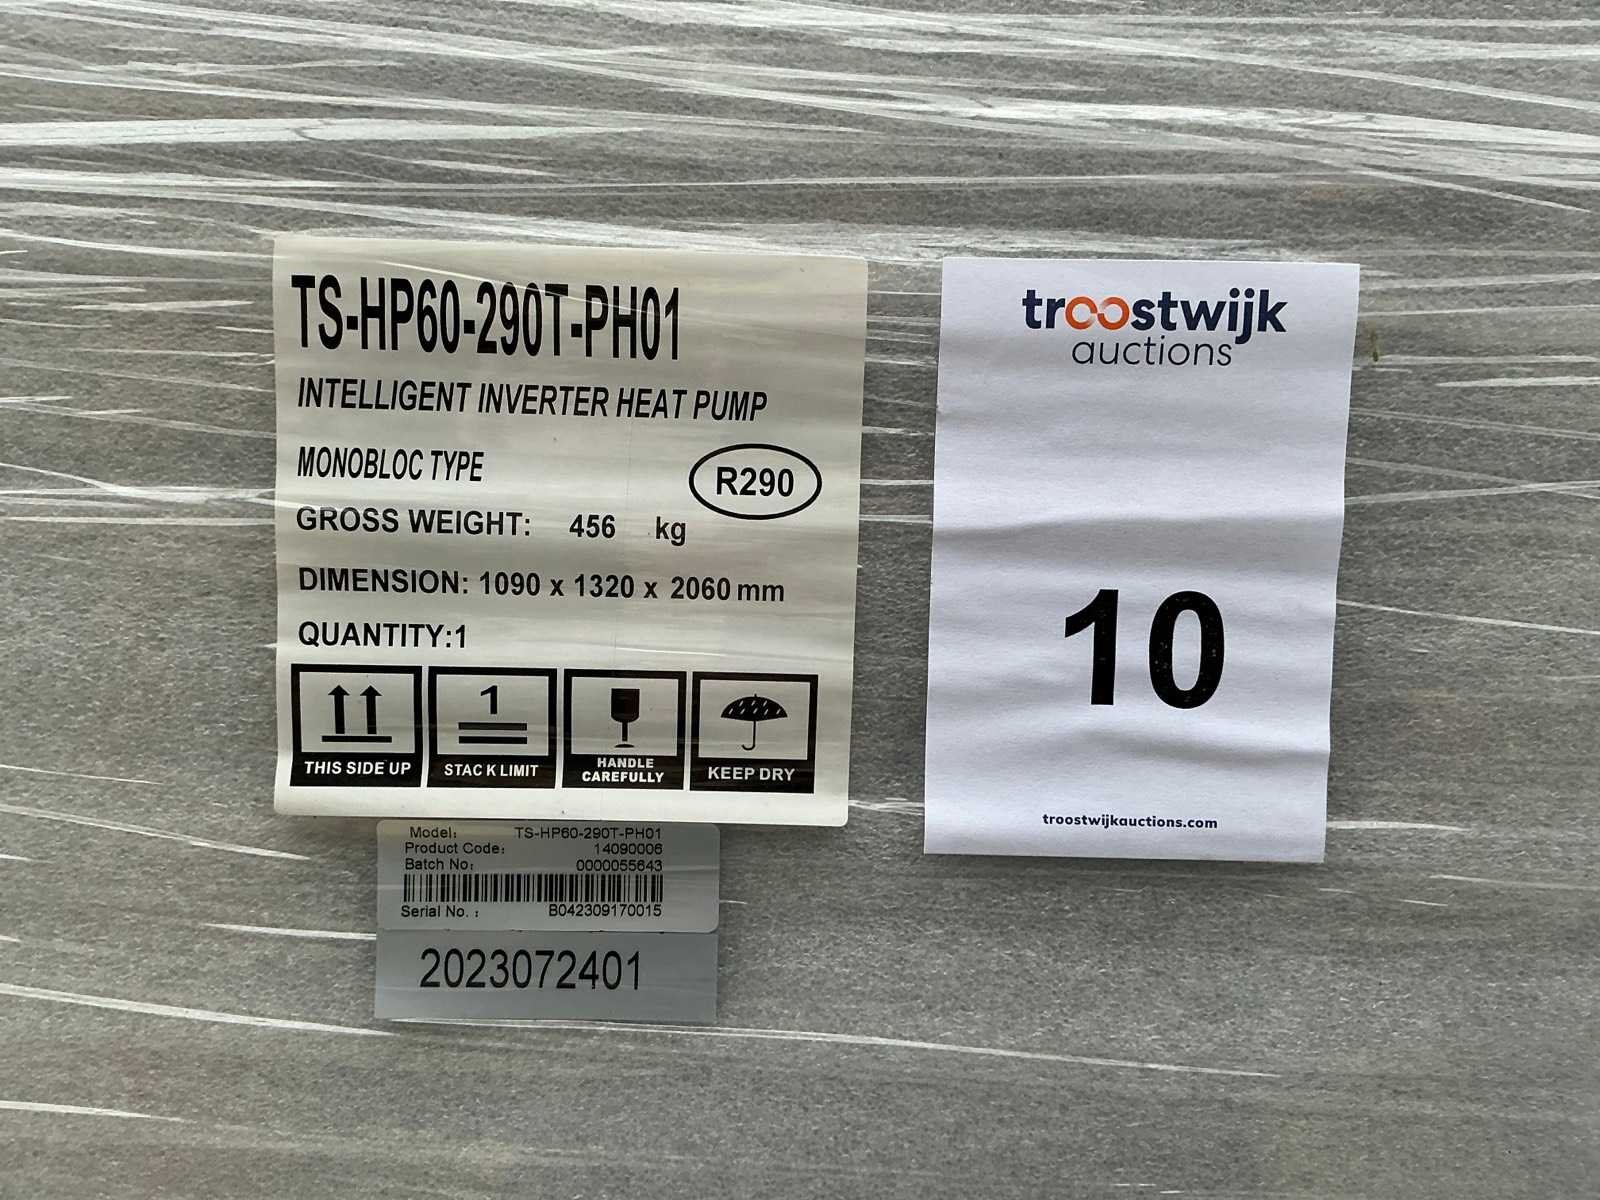 TS-HP60-290T-PH01
INTELLIGENT INVERTER HEAT PUMP
MONOBLOC TYPE
R290
GROSS WEIGHT: 456 kg
DIMENSION: 1090 x 1320 x 2060 mm
QUANTITY:1
1
THIS SIDE UP
STAC K LIMIT
HANDLE
CAREFULLY
KEEP DRY
Model: TS-HP60-290T-PH01
Product Code: 14090006
Batch No: 0000055643
Serial No. : B042309170015
2023072401
troostwijk
auctions
10
troostwijkauctions.com